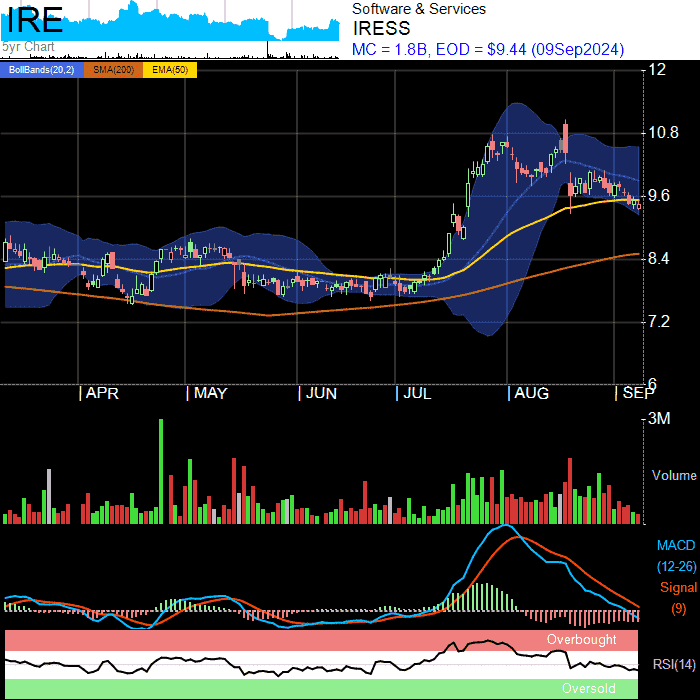 IRE
5yr Chart
Software & Services
IRESS
MC = 1.8B, EOD = $9.44 (09Sep2024)
BollBands(20,2) SMA(200) EMA(50)
12
10.8
9.6
8.4
7.2
6
APR MAY JUN JUL AUG SEP
3M
Volume
MACD
(12-26)
Signal
(9)
Overbought
RSI(14)
Oversold